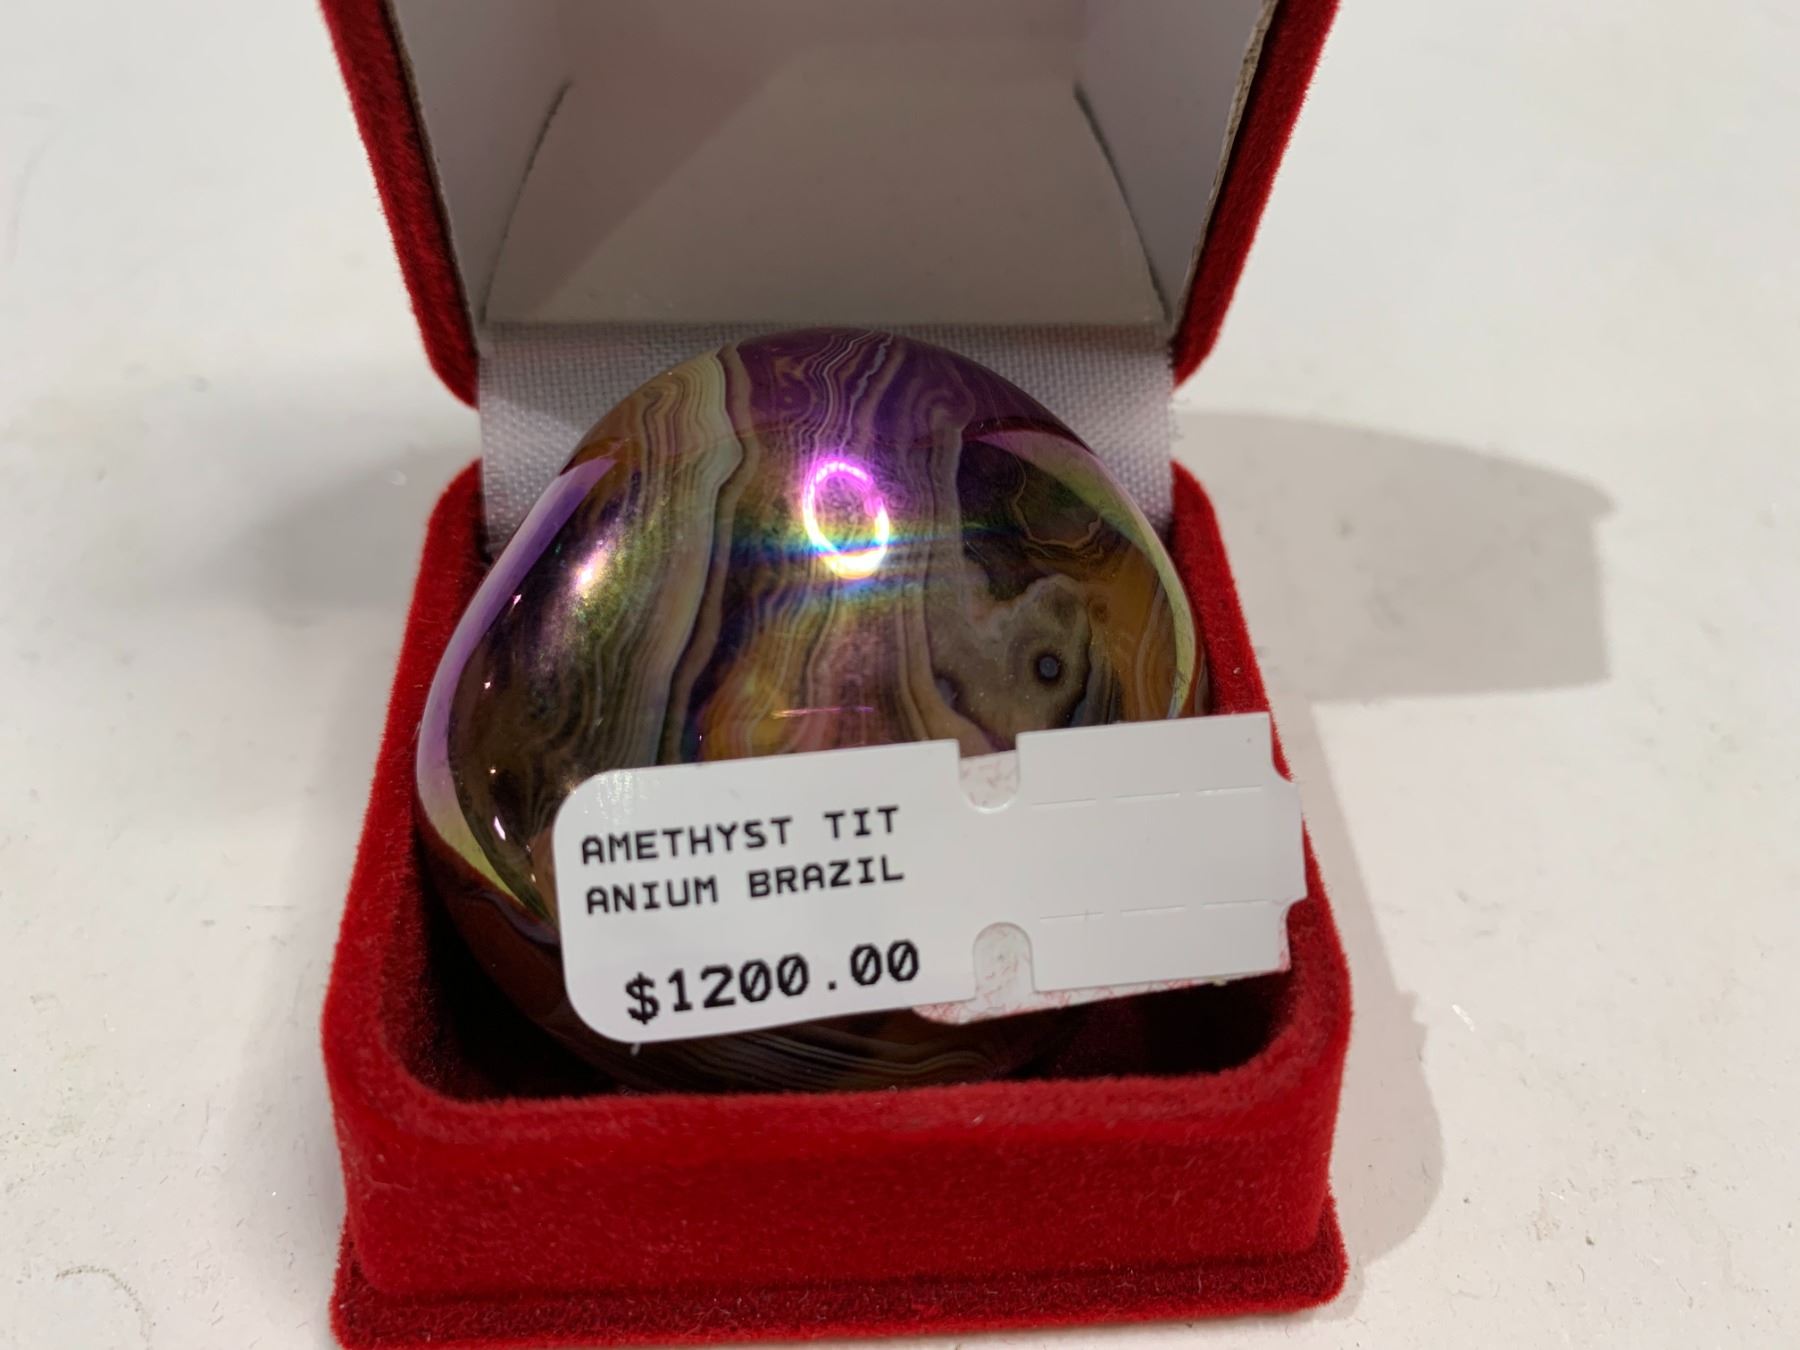 AMETHYST TIT
ANIUM BRAZIL
$1200.00